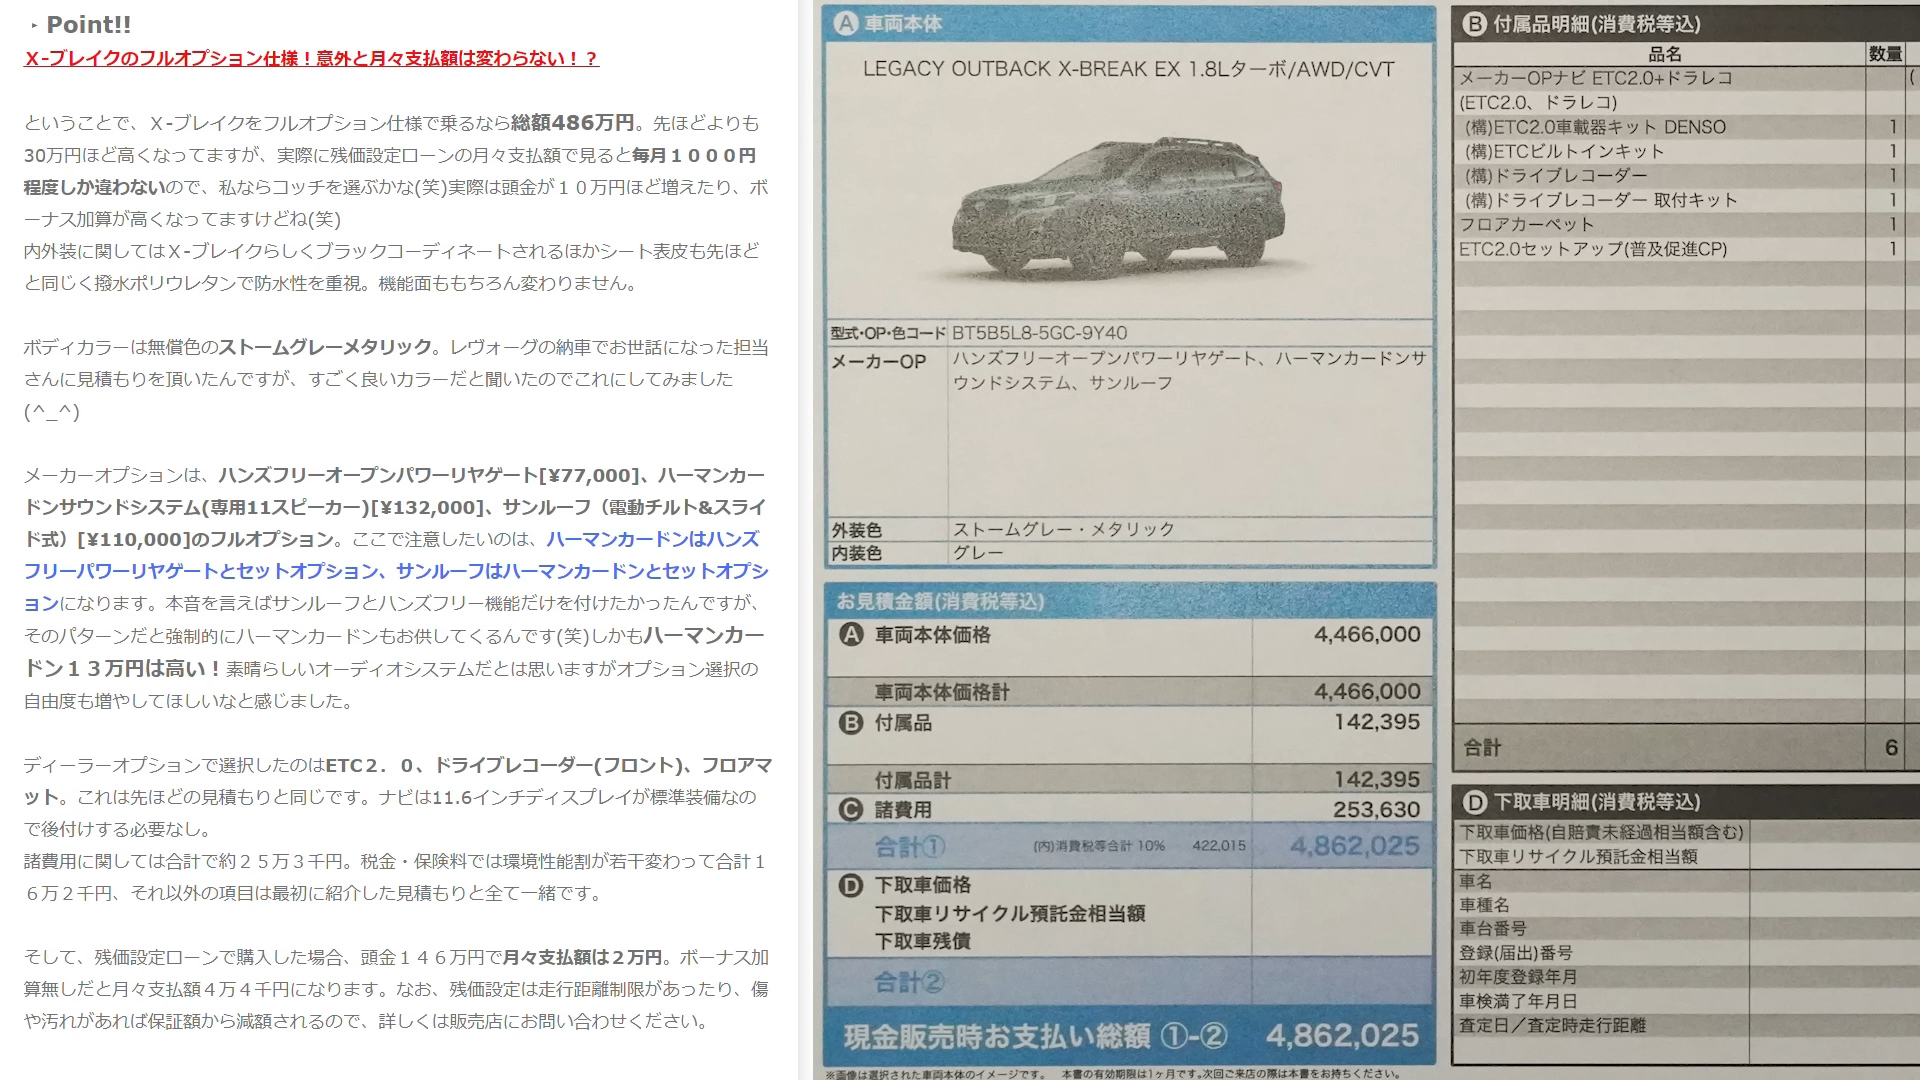 ‣ Point!!
X-ブレイクのフルオプション仕様！意外と月々支払額は変わらない！？
ということで、X-ブレイクをフルオプション仕様で乗るなら総額486万円。先ほどよりも
30万円ほど高くなってますが、実際に残価設定ローンの月々支払額で見ると毎月１０００円
程度しか違わないので、私ならコッチを選ぶかな(笑)実際は頭金が１０万円ほど増えたり、ボ
ーナス加算が高くなってますけどね(笑)
内外装に関してはX-ブレイクらしくブラックコーディネートされるほかシート表皮も先ほど
と同じく撥水ポリウレタンで防水性を重視。機能面ももちろん変わりません。
ボディカラーは無償色のストームグレーメタリック。レヴォーグの納車でお世話になった担当
さんに見積もりを頂いたんですが、すごく良いカラーだと聞いたのでこれにしてみました
(^_^)
メーカーオプションは、ハンズフリーオープンパワーリヤゲート[¥77,000]、ハーマンカー
ドンサウンドシステム(専用11スピーカー)[¥132,000]、サンルーフ（電動チルト&スライ
ド式）[¥110,000]のフルオプション。ここで注意したいのは、ハーマンカードンはハンズ
フリーパワーリヤゲートとセットオプション、サンルーフはハーマンカードンとセットオプシ
ョンになります。本音を言えばサンルーフとハンズフリー機能だけを付けたかったんですが、
そのパターンだと強制的にハーマンカードンもお供してくるんです(笑)しかもハーマンカー
ドン１３万円は高い！素晴らしいオーディオシステムだとは思いますがオプション選択の
自由度も増やしてほしいなと感じました。
ディーラーオプションで選択したのはETC２．０、ドライブレコーダー(フロント)、フロアマ
ット。これは先ほどの見積もりと同じです。ナビは11.6インチディスプレイが標準装備なの
で後付けする必要なし。
諸費用に関しては合計で約２５万３千円。税金・保険料では環境性能割が若干変わって合計１
６万２千円、それ以外の項目は最初に紹介した見積もりと全て一緒です。
そして、残価設定ローンで購入した場合、頭金１４６万円で月々支払額は２万円。ボーナス加
算無しだと月々支払額４万４千円になります。なお、残価設定は走行距離制限があったり、傷
や汚れがあれば保証額から減額されるので、詳しくは販売店にお問い合わせください。
A 車両本体
LEGACY OUTBACK X-BREAK EX 1.8Lターボ/AWD/CVT
型式・OP・色コード BT5B5L8-5GC-9Y40
メーカーOP ハンズフリーオープンパワーリヤゲート、ハーマンカードンサ
ウンドシステム、サンルーフ
外装色 ストームグレー・メタリック
内装色 グレー
お見積金額(消費税等込)
A 車両本体価格 4,466,000
車両本体価格計 4,466,000
B 付属品 142,395
付属品計 142,395
C 諸費用 253,630
合計① (内)消費税等合計 10% 422,015 4,862,025
D 下取車価格
下取車リサイクル預託金相当額
下取車残債
合計②
現金販売時お支払い総額 ①-② 4,862,025
※画像は選択された車両本体のイメージです。 本書の有効期限は1ヶ月です。次回ご来店の際は本書をお持ちください。
B 付属品明細(消費税等込)
品名 数量
メーカーOPナビ ETC2.0+ドラレコ (
(ETC2.0、ドラレコ)
(構)ETC2.0車載器キット DENSO 1
(構)ETCビルトインキット 1
(構)ドライブレコーダー 1
(構)ドライブレコーダー 取付キット 1
フロアカーペット 1
ETC2.0セットアップ(普及促進CP) 1
合計 6
D 下取車明細(消費税等込)
下取車価格(自賠責未経過相当額含む)
下取車リサイクル預託金相当額
車名
車種名
車台番号
登録(届出)番号
初年度登録年月
車検満了年月日
査定日／査定時走行距離